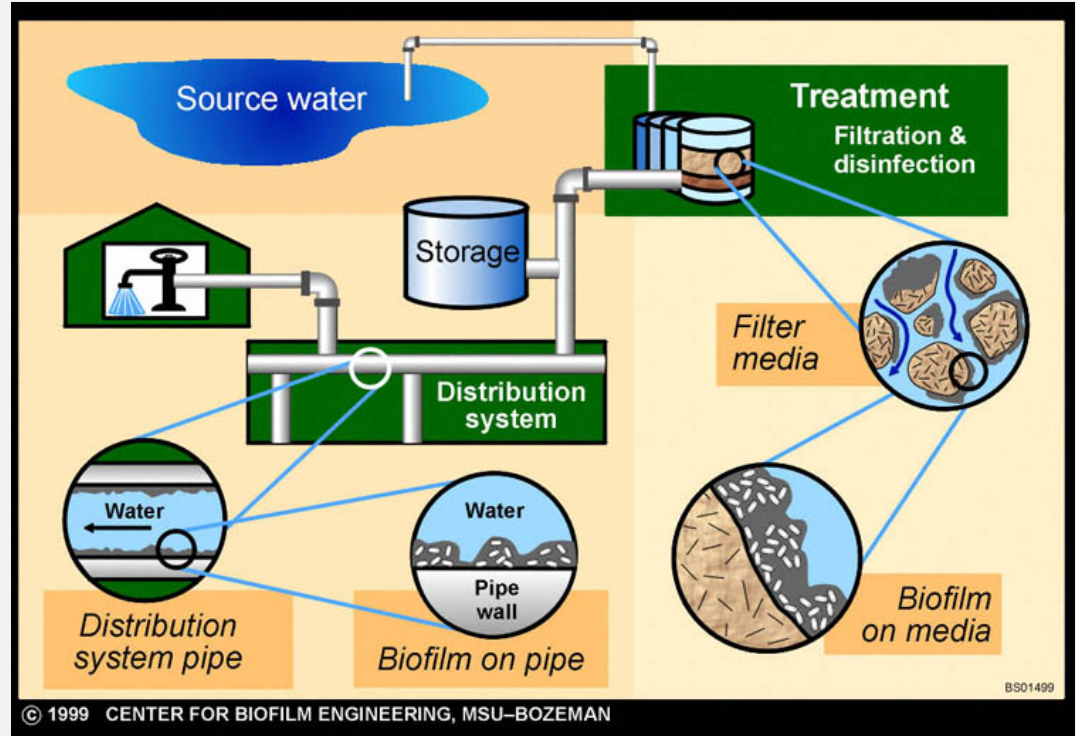 Source water
Treatment
Filtration &
disinfection
Storage
Filter
media
Distribution
system
Water
Water
Pipe
wall
Distribution
system pipe
Biofilm on pipe
Biofilm
on media
BS01499
© 1999 CENTER FOR BIOFILM ENGINEERING, MSU–BOZEMAN